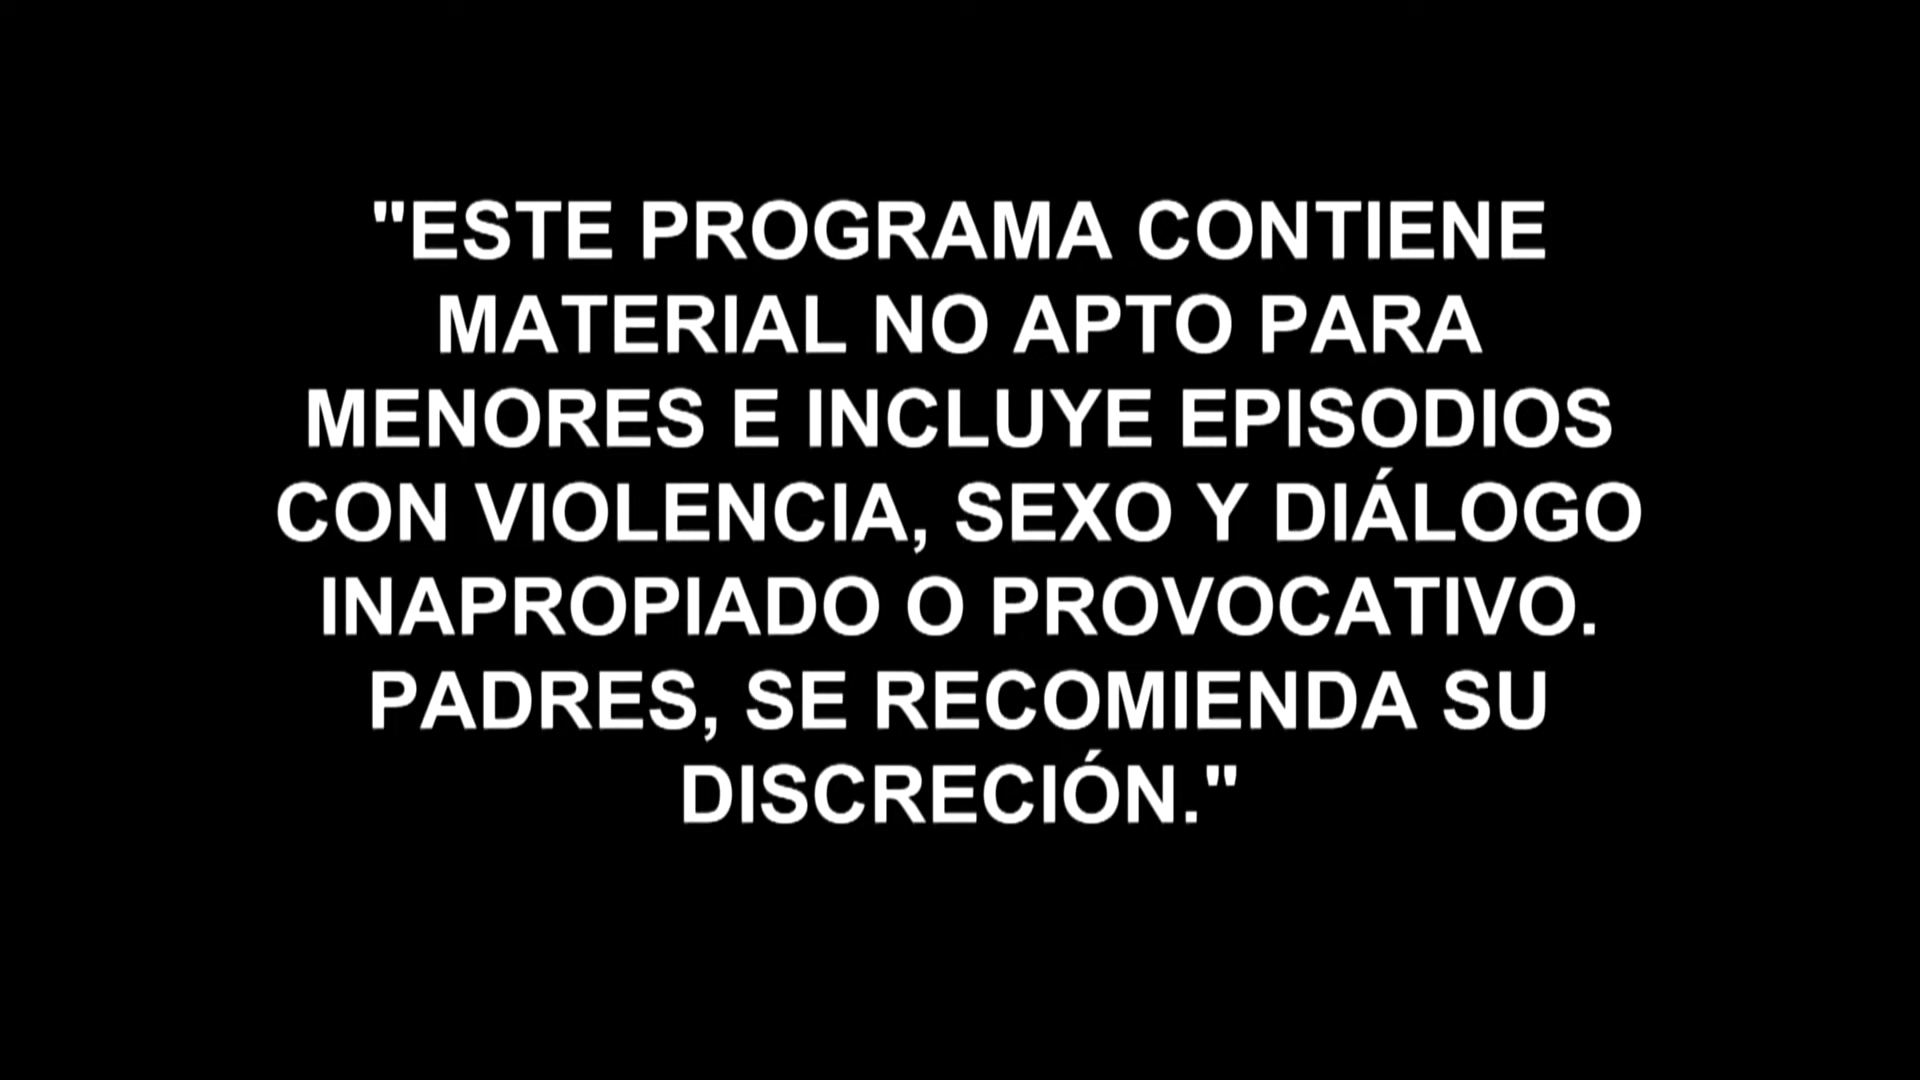 "ESTE PROGRAMA CONTIENE
MATERIAL NO APTO PARA
MENORES E INCLUYE EPISODIOS
CON VIOLENCIA, SEXO Y DIÁLOGO
INAPROPIADO O PROVOCATIVO.
PADRES, SE RECOMIENDA SU
DISCRECIÓN."